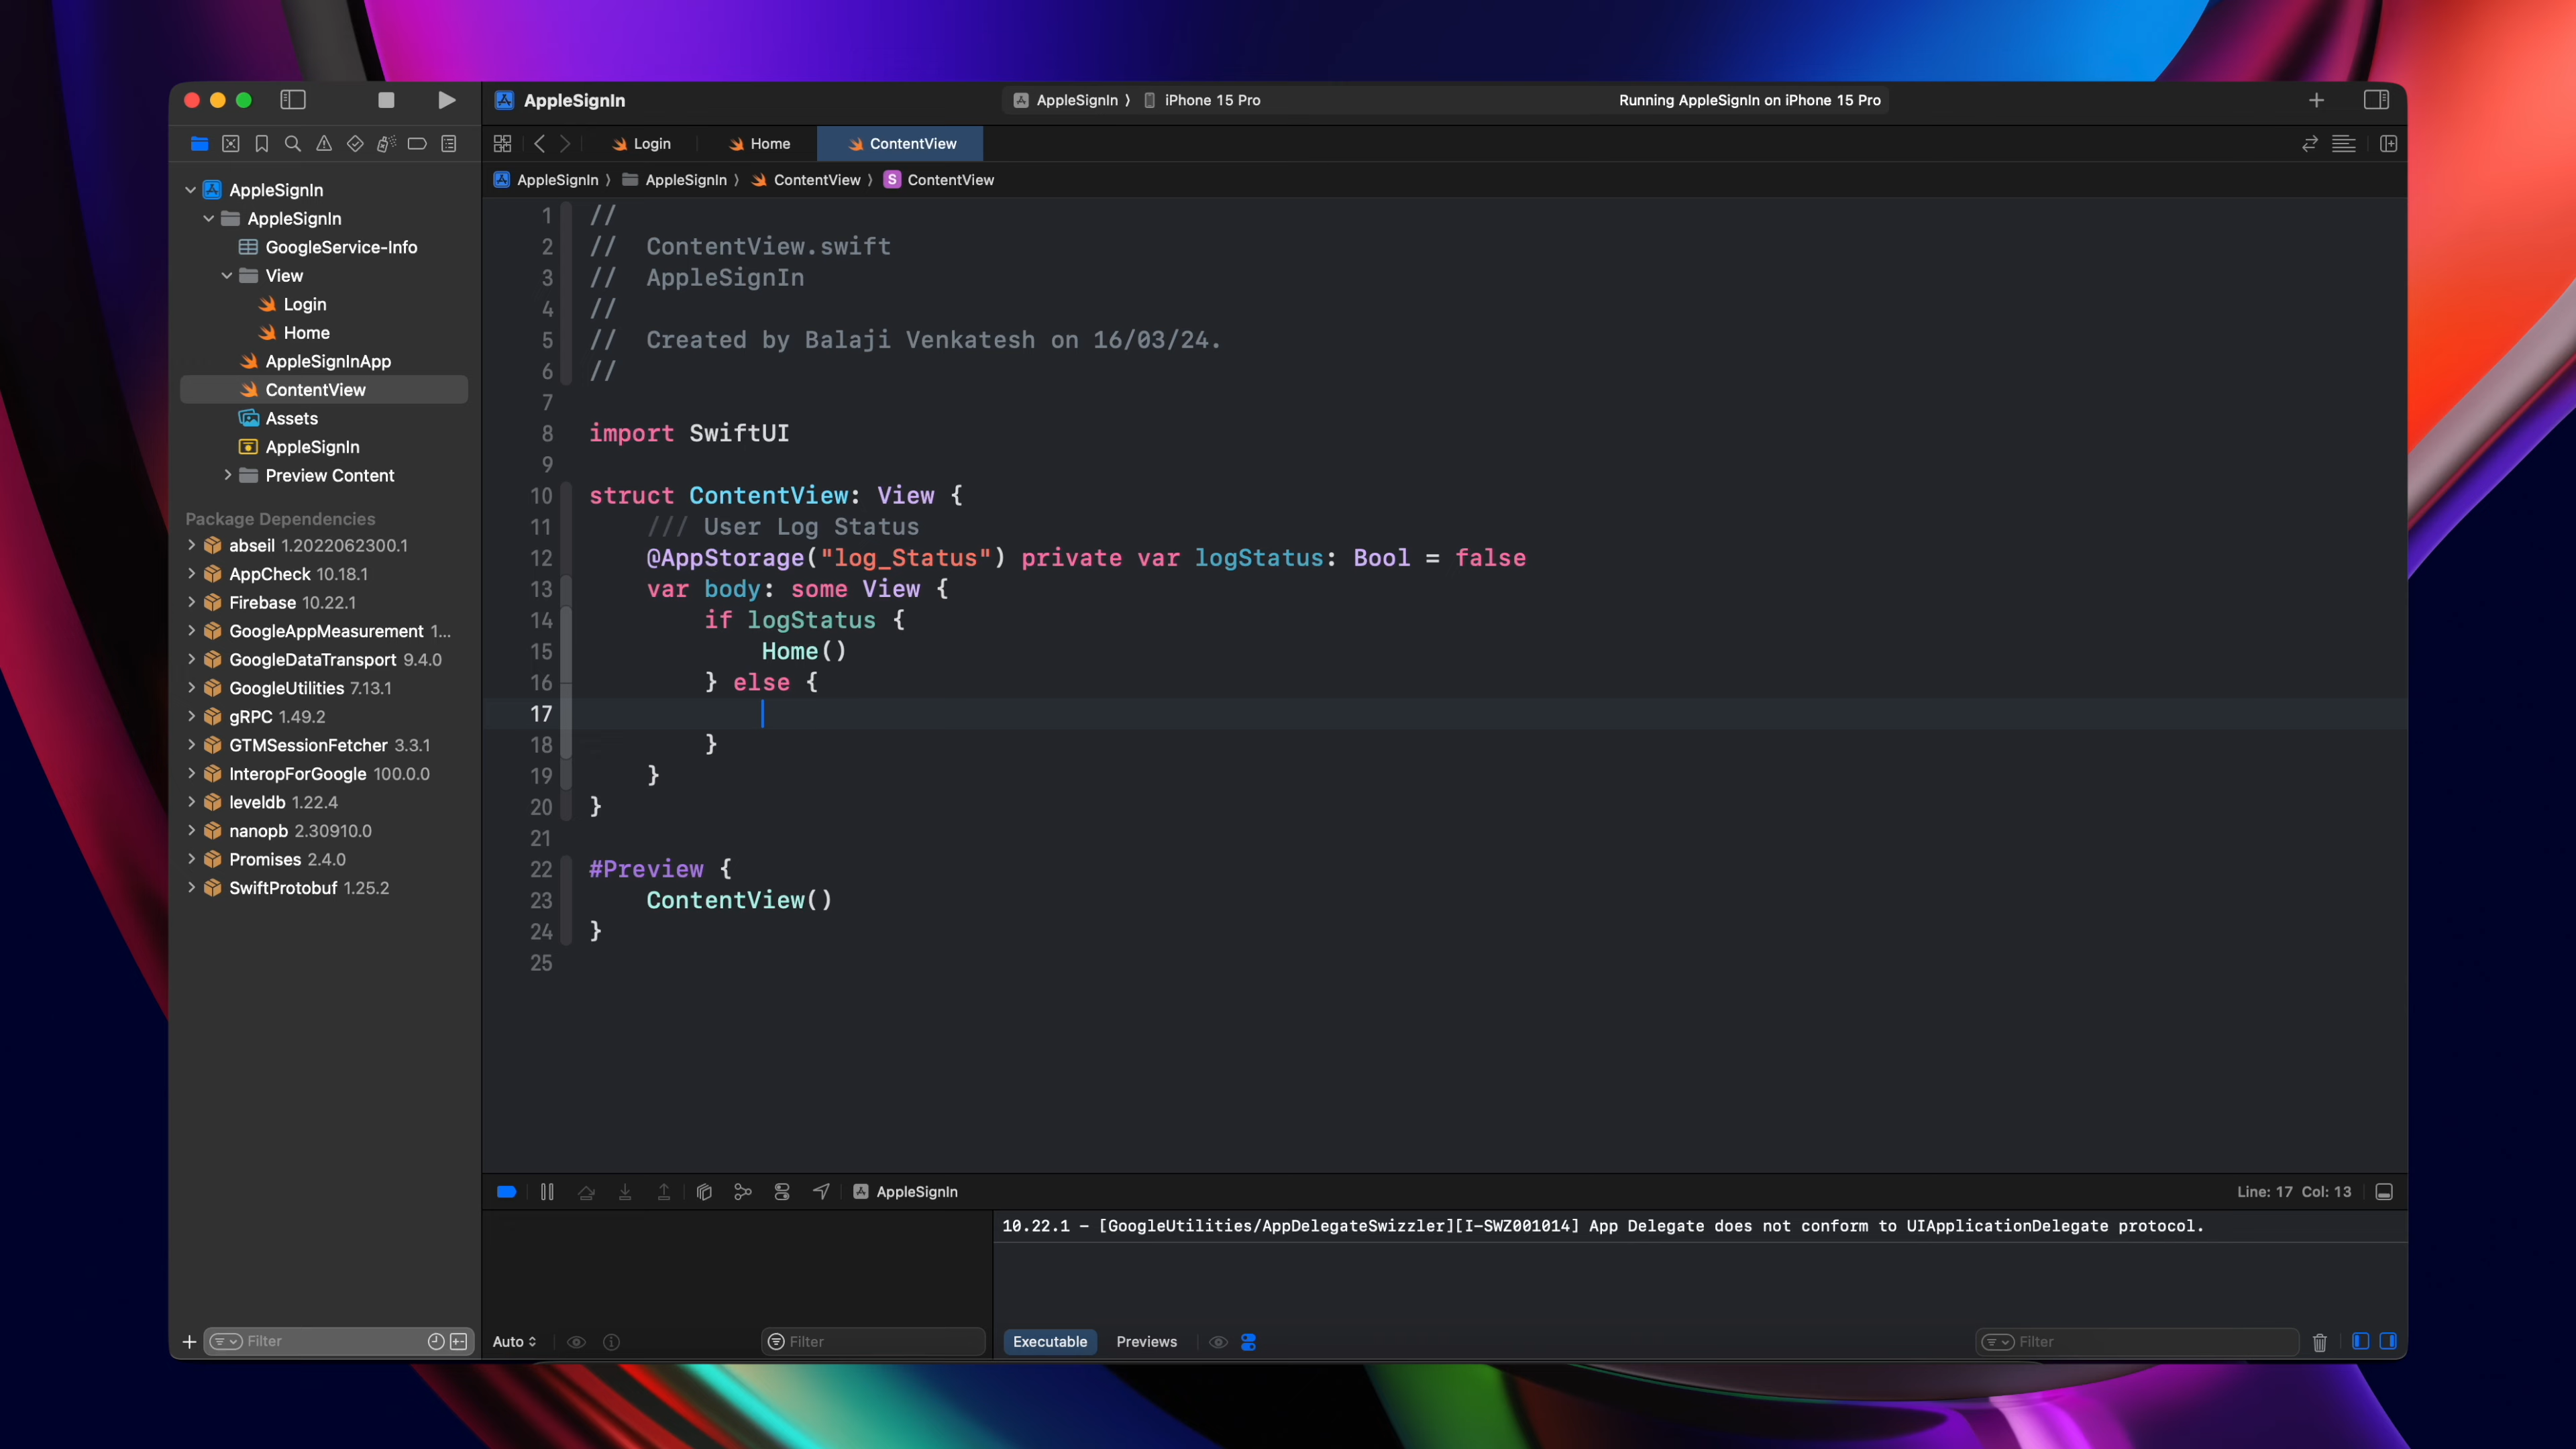 AppleSignIn
AppleSignIn ⟩ iPhone 15 Pro
Running AppleSignIn on iPhone 15 Pro
Login
Home
ContentView
AppleSignIn ⟩ AppleSignIn ⟩ ContentView ⟩ S ContentView
AppleSignIn
AppleSignIn
GoogleService-Info
View
Login
Home
AppleSignInApp
ContentView
Assets
AppleSignIn
Preview Content
Package Dependencies
abseil 1.2022062300.1
AppCheck 10.18.1
Firebase 10.22.1
GoogleAppMeasurement 1...
GoogleDataTransport 9.4.0
GoogleUtilities 7.13.1
gRPC 1.49.2
GTMSessionFetcher 3.3.1
InteropForGoogle 100.0.0
leveldb 1.22.4
nanopb 2.30910.0
Promises 2.4.0
SwiftProtobuf 1.25.2
Filter
1 //
2 //  ContentView.swift
3 //  AppleSignIn
4 //
5 //  Created by Balaji Venkatesh on 16/03/24.
6 //
7
8 import SwiftUI
9
10 struct ContentView: View {
11     /// User Log Status
12     @AppStorage("log_Status") private var logStatus: Bool = false
13     var body: some View {
14         if logStatus {
15             Home()
16         } else {
17
18         }
19     }
20 }
21
22 #Preview {
23     ContentView()
24 }
25
AppleSignIn
Line: 17 Col: 13
10.22.1 - [GoogleUtilities/AppDelegateSwizzler][I-SWZ001014] App Delegate does not conform to UIApplicationDelegate protocol.
Auto
Filter
Executable
Previews
Filter